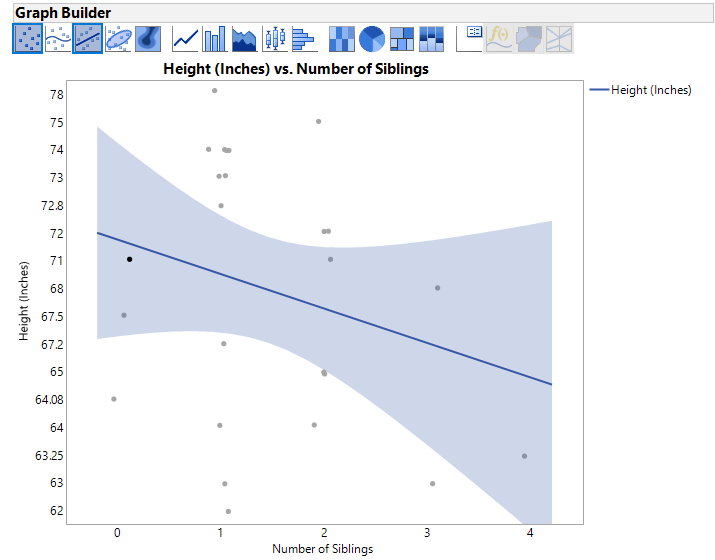 Graph Builder
Height (Inches) vs. Number of Siblings
Height (Inches)
78
75
74
73
72.8
72
71
68
67.5
67.2
65
64.08
64
63.25
63
62
Height (Inches)
0 1 2 3 4
Number of Siblings